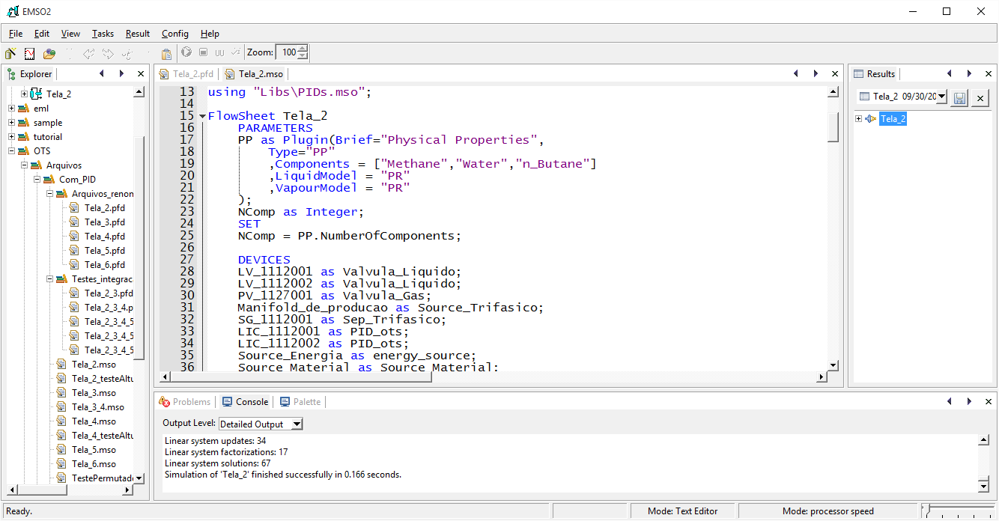 EMSO2
File Edit View Tasks Result Config Help
Zoom: 100
Explorer
Tela_2
eml
sample
tutorial
OTS
Arquivos
Com_PID
Arquivos_renon
Tela_2.pfd
Tela_3.pfd
Tela_4.pfd
Tela_5.pfd
Tela_6.pfd
Testes_integrac
Tela_2_3.pfd
Tela_2_3_4.p
Tela_2_3_4_5
Tela_2_3_4_5
Tela_2_3_4_5
Tela_2.mso
Tela_2_testeAltu
Tela_3.mso
Tela_3_4.mso
Tela_4.mso
Tela_4_testeAltu
Tela_5.mso
Tela_6.mso
TestePermutad
Tela_2.pfd Tela_2.mso
13 using "Libs\PIDs.mso";
14
15 FlowSheet Tela_2
16 PARAMETERS
17 PP as Plugin(Brief="Physical Properties",
18 Type="PP"
19 ,Components = ["Methane","Water","n_Butane"]
20 ,LiquidModel = "PR"
21 ,VapourModel = "PR"
22 );
23 NComp as Integer;
24 SET
25 NComp = PP.NumberOfComponents;
26
27 DEVICES
28 LV_1112001 as Valvula_Liquido;
29 LV_1112002 as Valvula_Liquido;
30 PV_1127001 as Valvula_Gas;
31 Manifold_de_producao as Source_Trifasico;
32 SG_1112001 as Sep_Trifasico;
33 LIC_1112001 as PID_ots;
34 LIC_1112002 as PID_ots;
35 Source_Energia as energy_source;
36 Source_Material as Source_Material;
Results
Tela_2 09/30/20
Tela_2
Problems Console Palette
Output Level: Detailed Output
Linear system updates: 34
Linear system factorizations: 17
Linear system solutions: 67
Simulation of 'Tela_2' finished successfully in 0.166 seconds.
Ready. Mode: Text Editor Mode: processor speed